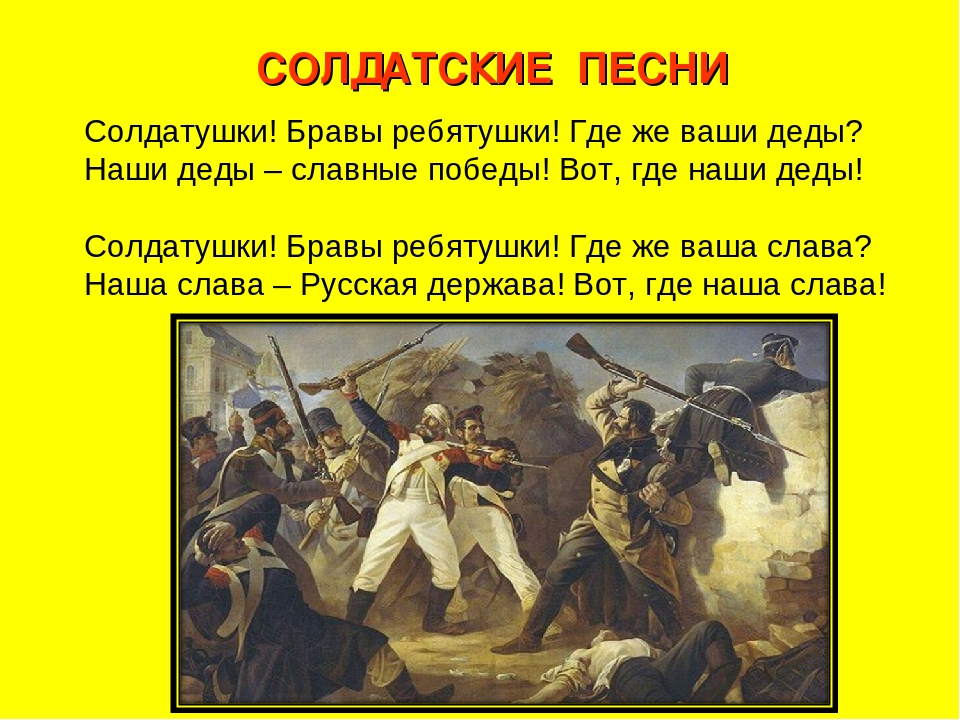 СОЛДАТСКИЕ ПЕСНИ
Солдатушки! Бравы ребятушки! Где же ваши деды?
Наши деды – славные победы! Вот, где наши деды!
Солдатушки! Бравы ребятушки! Где же ваша слава?
Наша слава – Русская держава! Вот, где наша слава!